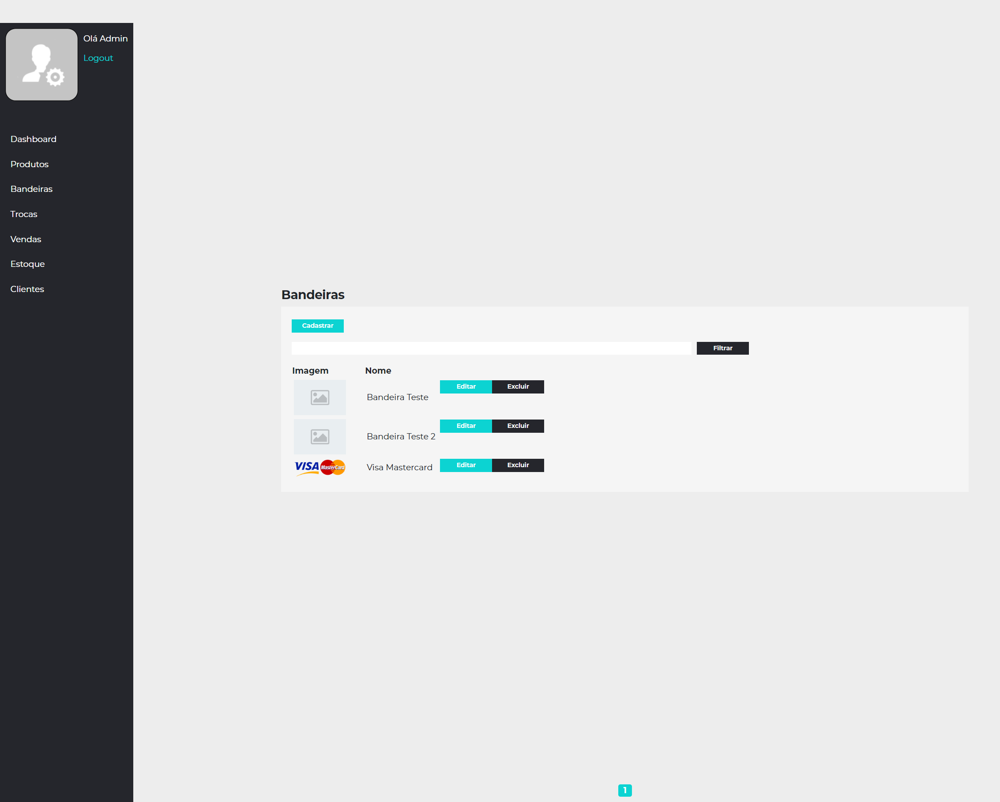 Olá Admin
Logout
Dashboard
Produtos
Bandeiras
Trocas
Vendas
Estoque
Clientes
Bandeiras
Cadastrar
Filtrar
Imagem Nome
Bandeira Teste Editar Excluir
Bandeira Teste 2 Editar Excluir
VISA MasterCard Visa Mastercard Editar Excluir
1